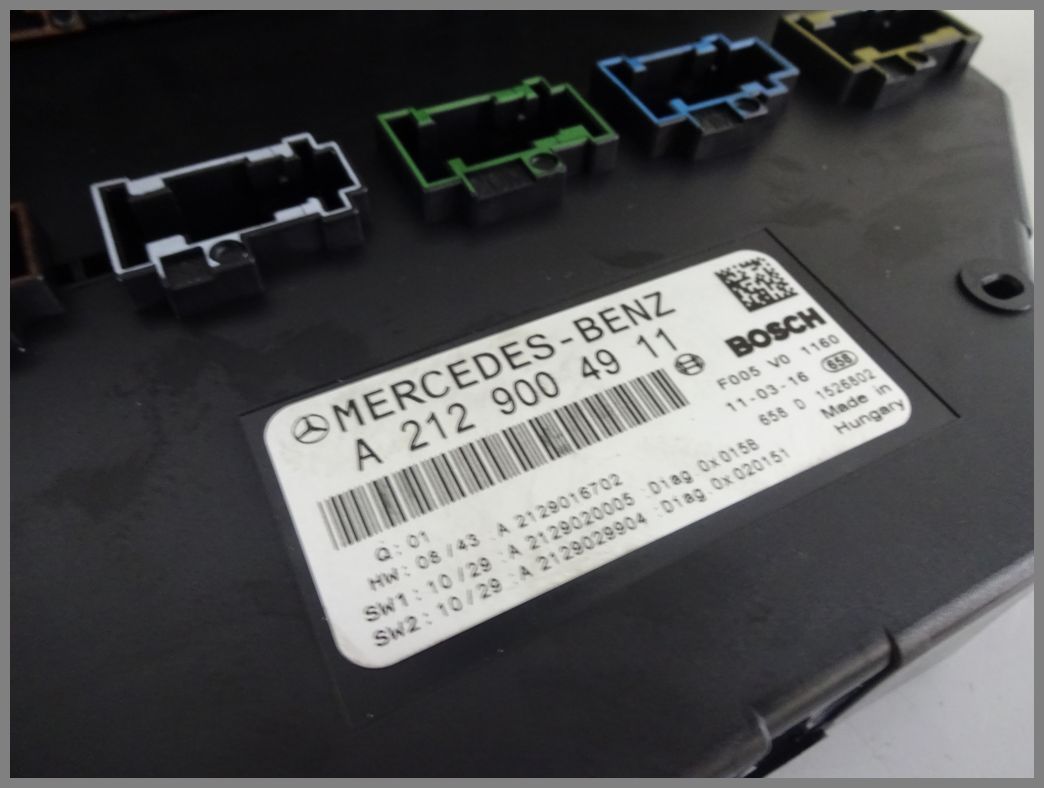 MERCEDES-BENZ
A 212 900 49 11
BOSCH
F005 V0 1160
11-03-16 658
658 D 1526802
Made in
Hungary
Q: 01
HW: 08/43 :A 2129016702
SW1: 10/29 :A 2129020005 :Diag.0x015B
SW2: 10/29 :A 2129029904 :Diag.0x020151